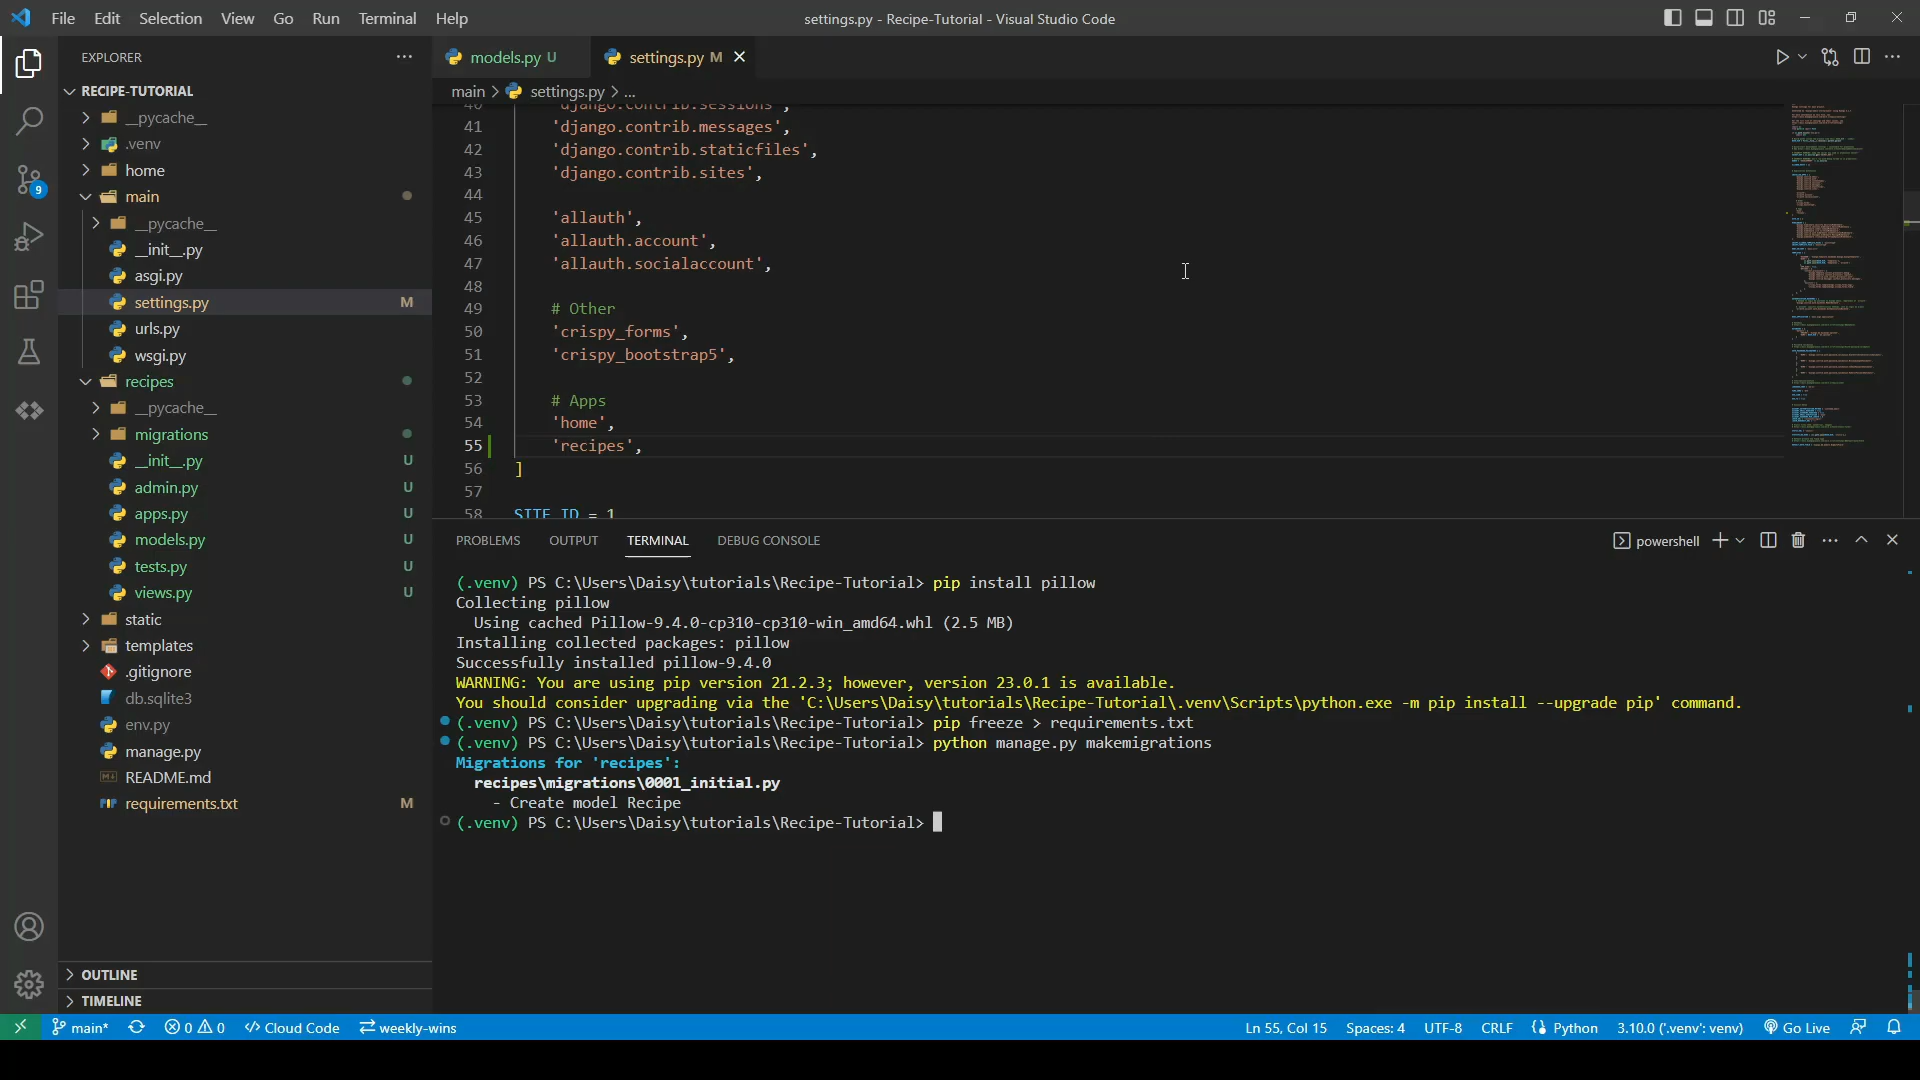 File Edit Selection View Go Run Terminal Help
settings.py - Recipe-Tutorial - Visual Studio Code
EXPLORER
RECIPE-TUTORIAL
__pycache__
.venv
home
main
__pycache__
__init__.py
asgi.py
settings.py M
urls.py
wsgi.py
recipes
__pycache__
migrations
__init__.py U
admin.py U
apps.py U
models.py U
tests.py U
views.py U
static
templates
.gitignore
db.sqlite3
env.py
manage.py
README.md
requirements.txt M
OUTLINE
TIMELINE
9
models.py U
settings.py M
main > settings.py > ...
40 'django.contrib.sessions',
41 'django.contrib.messages',
42 'django.contrib.staticfiles',
43 'django.contrib.sites',
44
45 'allauth',
46 'allauth.account',
47 'allauth.socialaccount',
48
49 # Other
50 'crispy_forms',
51 'crispy_bootstrap5',
52
53 # Apps
54 'home',
55 'recipes',
56 ]
57
58 SITE_ID = 1
PROBLEMS OUTPUT TERMINAL DEBUG CONSOLE
powershell
(.venv) PS C:\Users\Daisy\tutorials\Recipe-Tutorial> pip install pillow
Collecting pillow
Using cached Pillow-9.4.0-cp310-cp310-win_amd64.whl (2.5 MB)
Installing collected packages: pillow
Successfully installed pillow-9.4.0
WARNING: You are using pip version 21.2.3; however, version 23.0.1 is available.
You should consider upgrading via the 'C:\Users\Daisy\tutorials\Recipe-Tutorial\.venv\Scripts\python.exe -m pip install --upgrade pip' command.
(.venv) PS C:\Users\Daisy\tutorials\Recipe-Tutorial> pip freeze > requirements.txt
(.venv) PS C:\Users\Daisy\tutorials\Recipe-Tutorial> python manage.py makemigrations
Migrations for 'recipes':
recipes\migrations\0001_initial.py
- Create model Recipe
(.venv) PS C:\Users\Daisy\tutorials\Recipe-Tutorial>
main* 0 0 Cloud Code weekly-wins
Ln 55, Col 15 Spaces: 4 UTF-8 CRLF Python 3.10.0 ('.venv': venv) Go Live